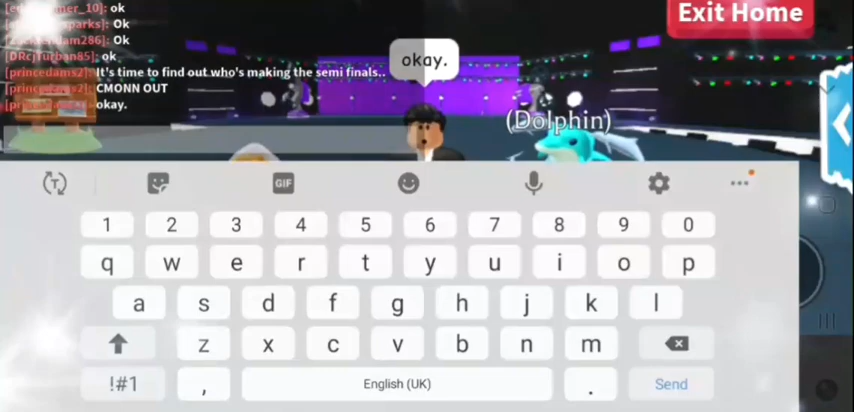 ok
Exit Home
Ok
Ok
ok
okay.
It's time to find out who's making the semi finals..
CMONN OUT
okay.
(Dolphin)
GIF
1 2 3 4 5 6 7 8 9 0
q w e r t y u i o p
a s d f g h j k l
z x c v b n m
!#1 , English (UK) . Send